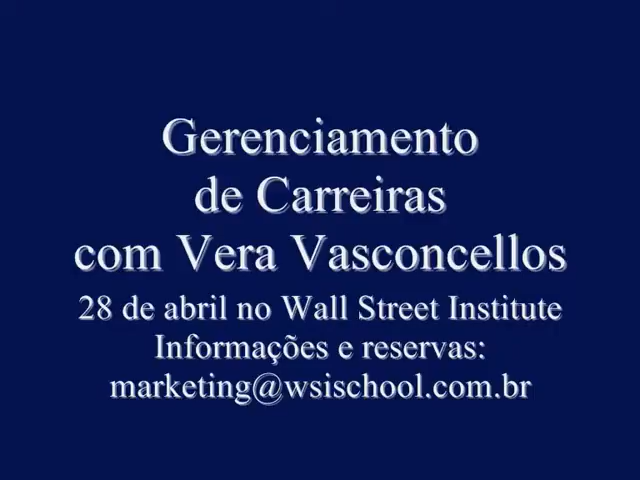 Gerenciamento
de Carreiras
com Vera Vasconcellos
28 de abril no Wall Street Institute
Informações e reservas:
marketing@wsischool.com.br